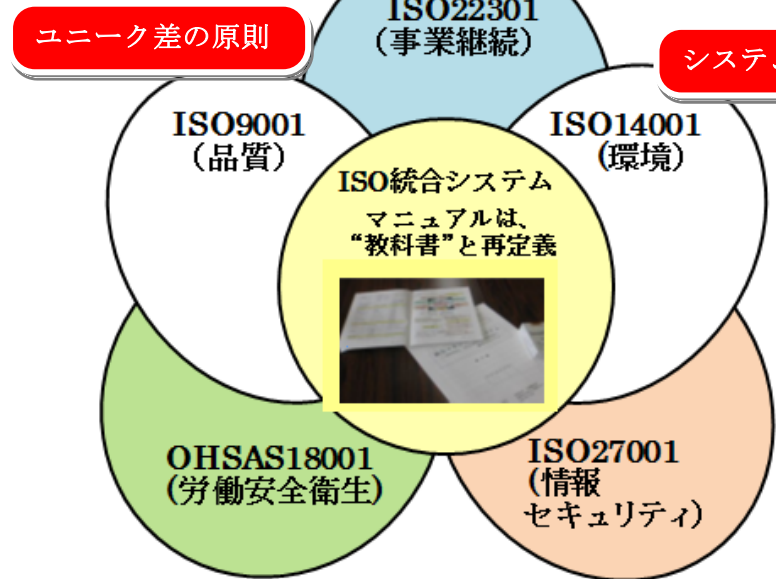 ISO22301
（事業継続）
ユニーク差の原則
システム
ISO9001
（品質）
ISO14001
（環境）
ISO統合システム
マニュアルは、
“教科書”と再定義
OHSAS18001
（労働安全衛生）
ISO27001
（情報
セキュリティ）